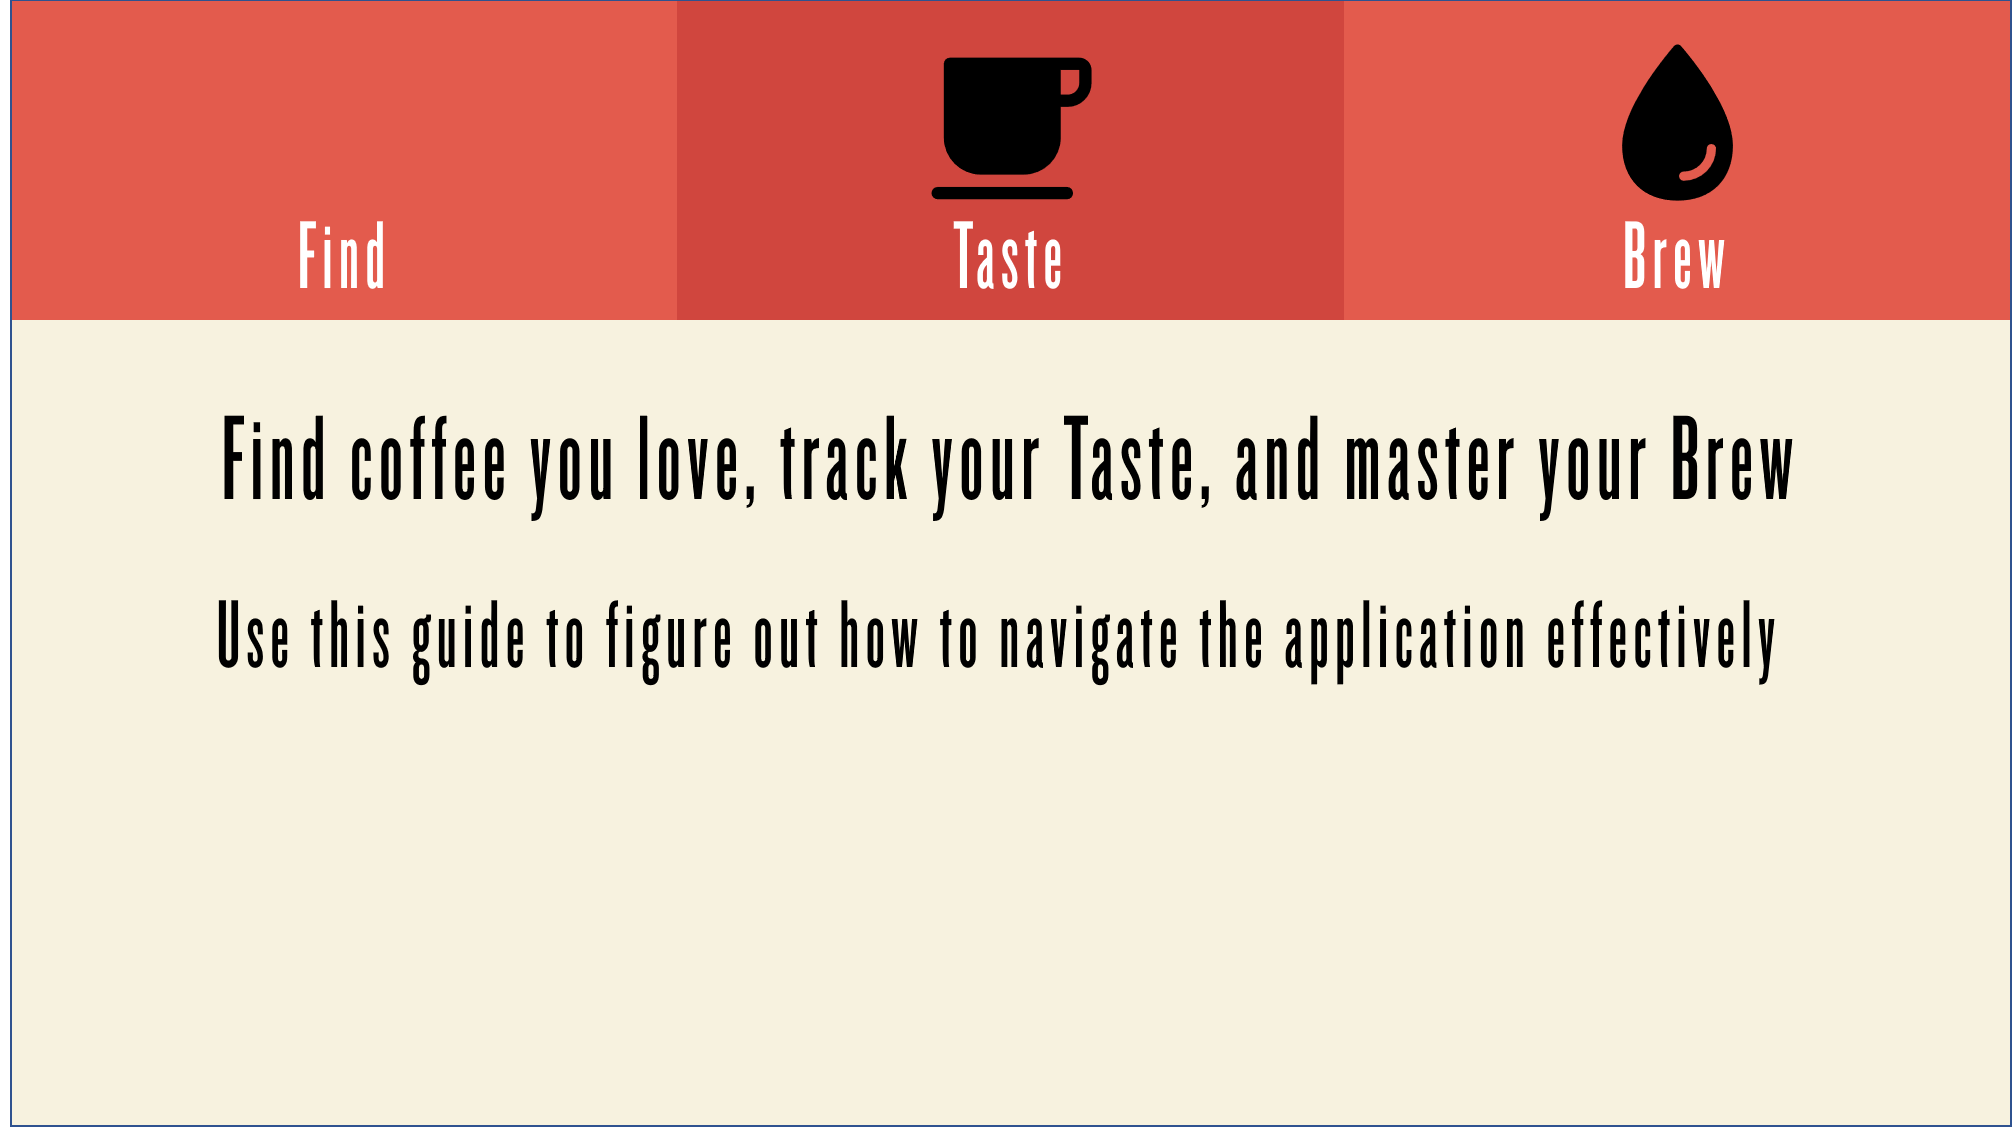 Find
Taste
Brew
Find coffee you love, track your Taste, and master your Brew
Use this guide to figure out how to navigate the application effectively